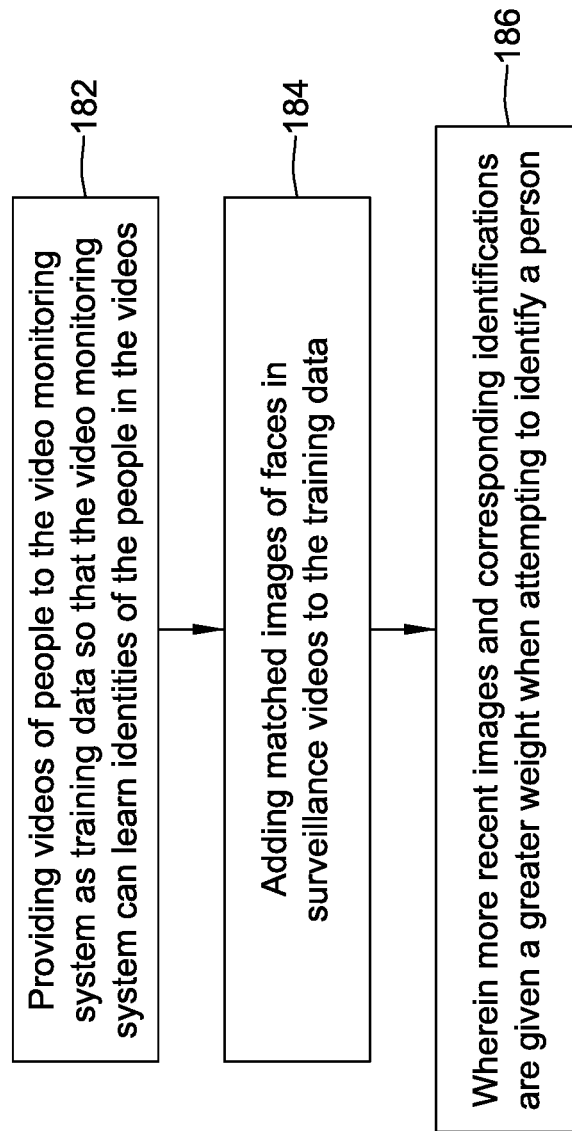 182
Providing videos of people to the video monitoring
system as training data so that the video monitoring
system can learn identities of the people in the videos
184
Adding matched images of faces in
surveillance videos to the training data
186
Wherein more recent images and corresponding identifications
are given a greater weight when attempting to identify a person